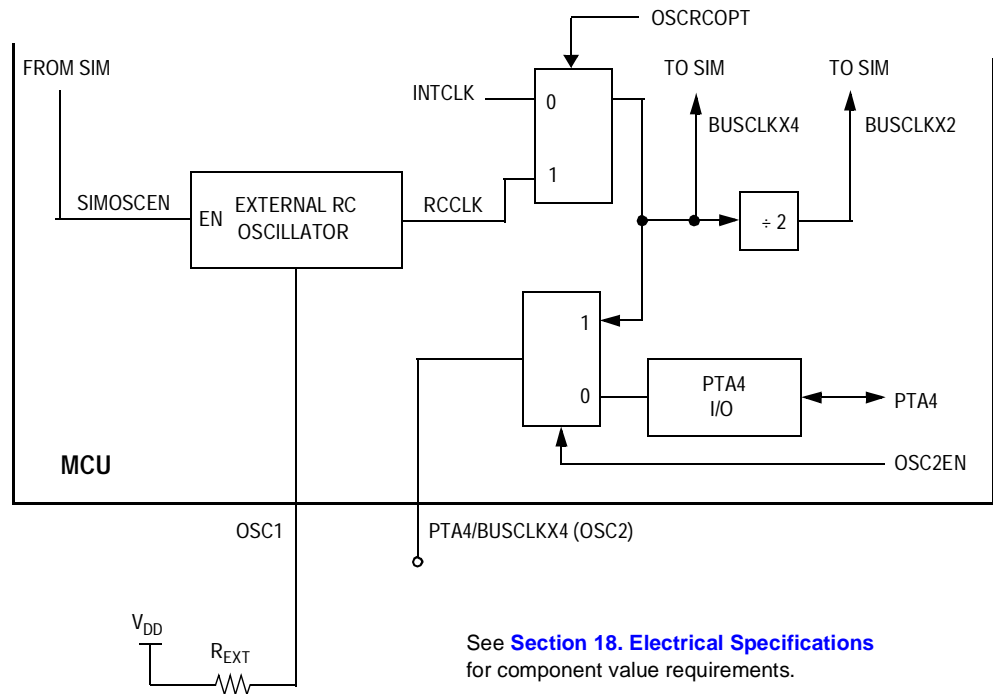 OSCRCOPT
FROM SIM
TO SIM
TO SIM
INTCLK
0
BUSCLKX4
BUSCLKX2
1
SIMOSCEN
EN
EXTERNAL RC
OSCILLATOR
RCCLK
÷ 2
1
0
PTA4
I/O
PTA4
MCU
OSC2EN
OSC1
PTA4/BUSCLKX4 (OSC2)
VDD
REXT
See Section 18. Electrical Specifications
for component value requirements.